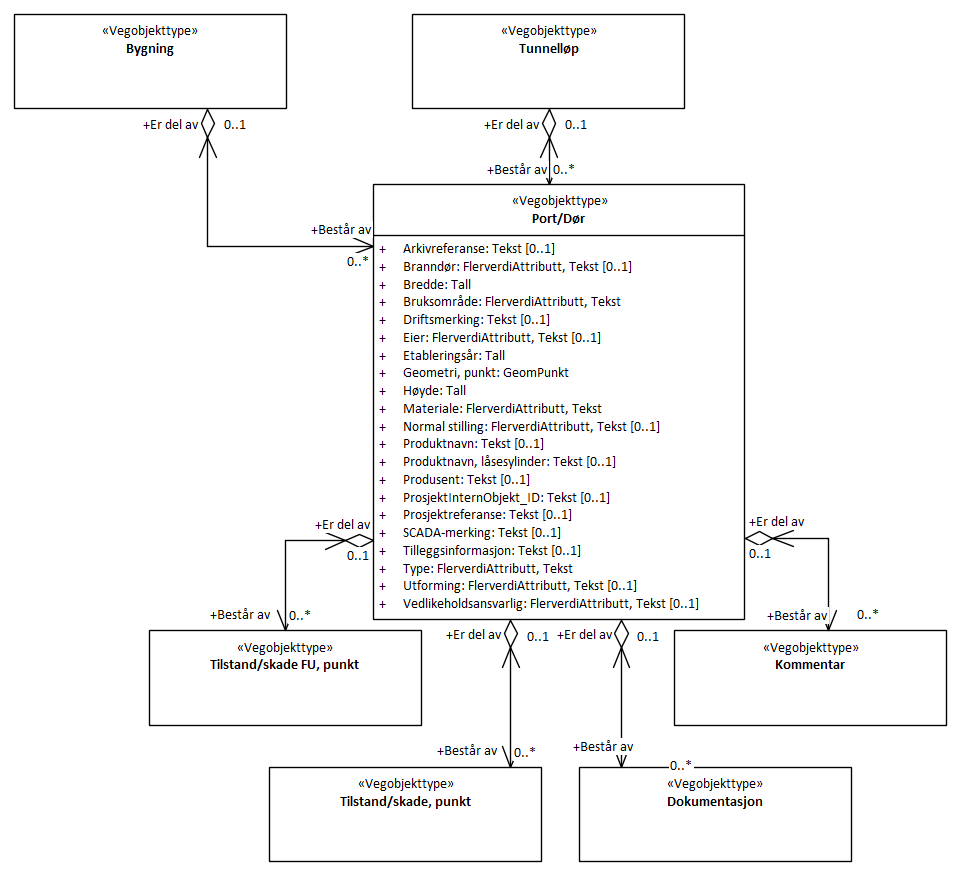 «Vegobjekttype»
Bygning
«Vegobjekttype»
Tunnelløp
+Er del av
0..1
+Er del av
0..1
+Består av
0..*
«Vegobjekttype»
Port/Dør
+Består av
0..*
+ Arkivreferanse: Tekst [0..1]
+ Branndør: FlerverdiAttributt, Tekst [0..1]
+ Bredde: Tall
+ Bruksområde: FlerverdiAttributt, Tekst
+ Driftsmerking: Tekst [0..1]
+ Eier: FlerverdiAttributt, Tekst [0..1]
+ Etableringsår: Tall
+ Geometri, punkt: GeomPunkt
+ Høyde: Tall
+ Materiale: FlerverdiAttributt, Tekst
+ Normal stilling: FlerverdiAttributt, Tekst [0..1]
+ Produktnavn: Tekst [0..1]
+ Produktnavn, låsesylinder: Tekst [0..1]
+ Produsent: Tekst [0..1]
+ ProsjektInternObjekt_ID: Tekst [0..1]
+ Prosjektreferanse: Tekst [0..1]
+ SCADA-merking: Tekst [0..1]
+ Tilleggsinformasjon: Tekst [0..1]
+ Type: FlerverdiAttributt, Tekst
+ Utforming: FlerverdiAttributt, Tekst [0..1]
+ Vedlikeholdsansvarlig: FlerverdiAttributt, Tekst [0..1]
+Er del av
0..1
+Er del av
0..1
+Består av
0..*
+Består av
0..*
+Er del av
0..1
+Er del av
0..1
«Vegobjekttype»
Tilstand/skade FU, punkt
«Vegobjekttype»
Kommentar
+Består av
0..*
+Består av
0..*
«Vegobjekttype»
Tilstand/skade, punkt
«Vegobjekttype»
Dokumentasjon